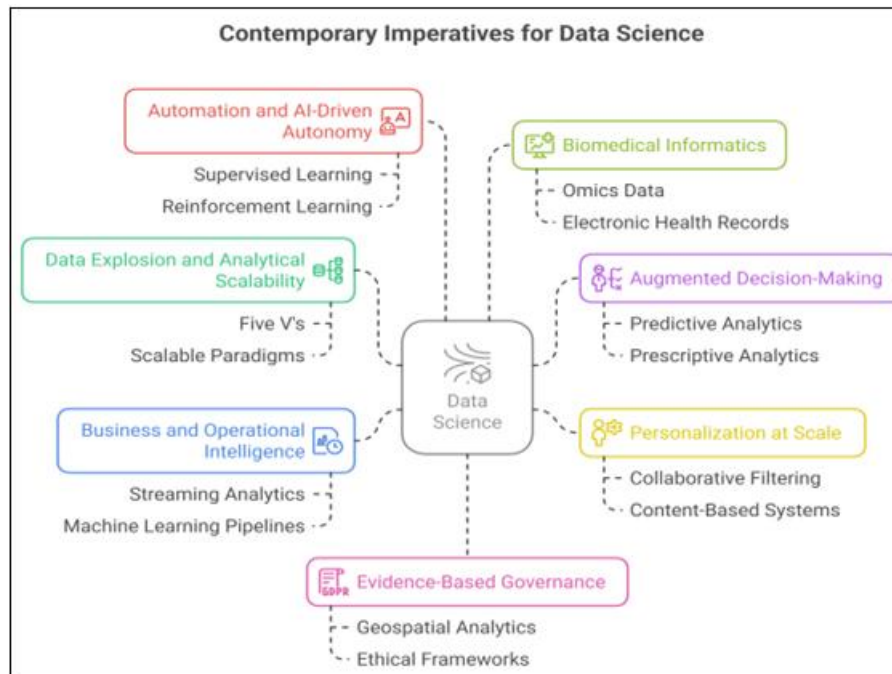 Contemporary Imperatives for Data Science
Automation and AI-Driven
Autonomy
A
Supervised Learning
Reinforcement Learning
Biomedical Informatics
Omics Data
Electronic Health Records
Data Explosion and Analytical
Scalability
Five V's
Scalable Paradigms
Augmented Decision-Making
Predictive Analytics
Prescriptive Analytics
Data
Science
Business and Operational
Intelligence
Streaming Analytics
Machine Learning Pipelines
Personalization at Scale
Collaborative Filtering
Content-Based Systems
GDPR
Evidence-Based Governance
Geospatial Analytics
Ethical Frameworks